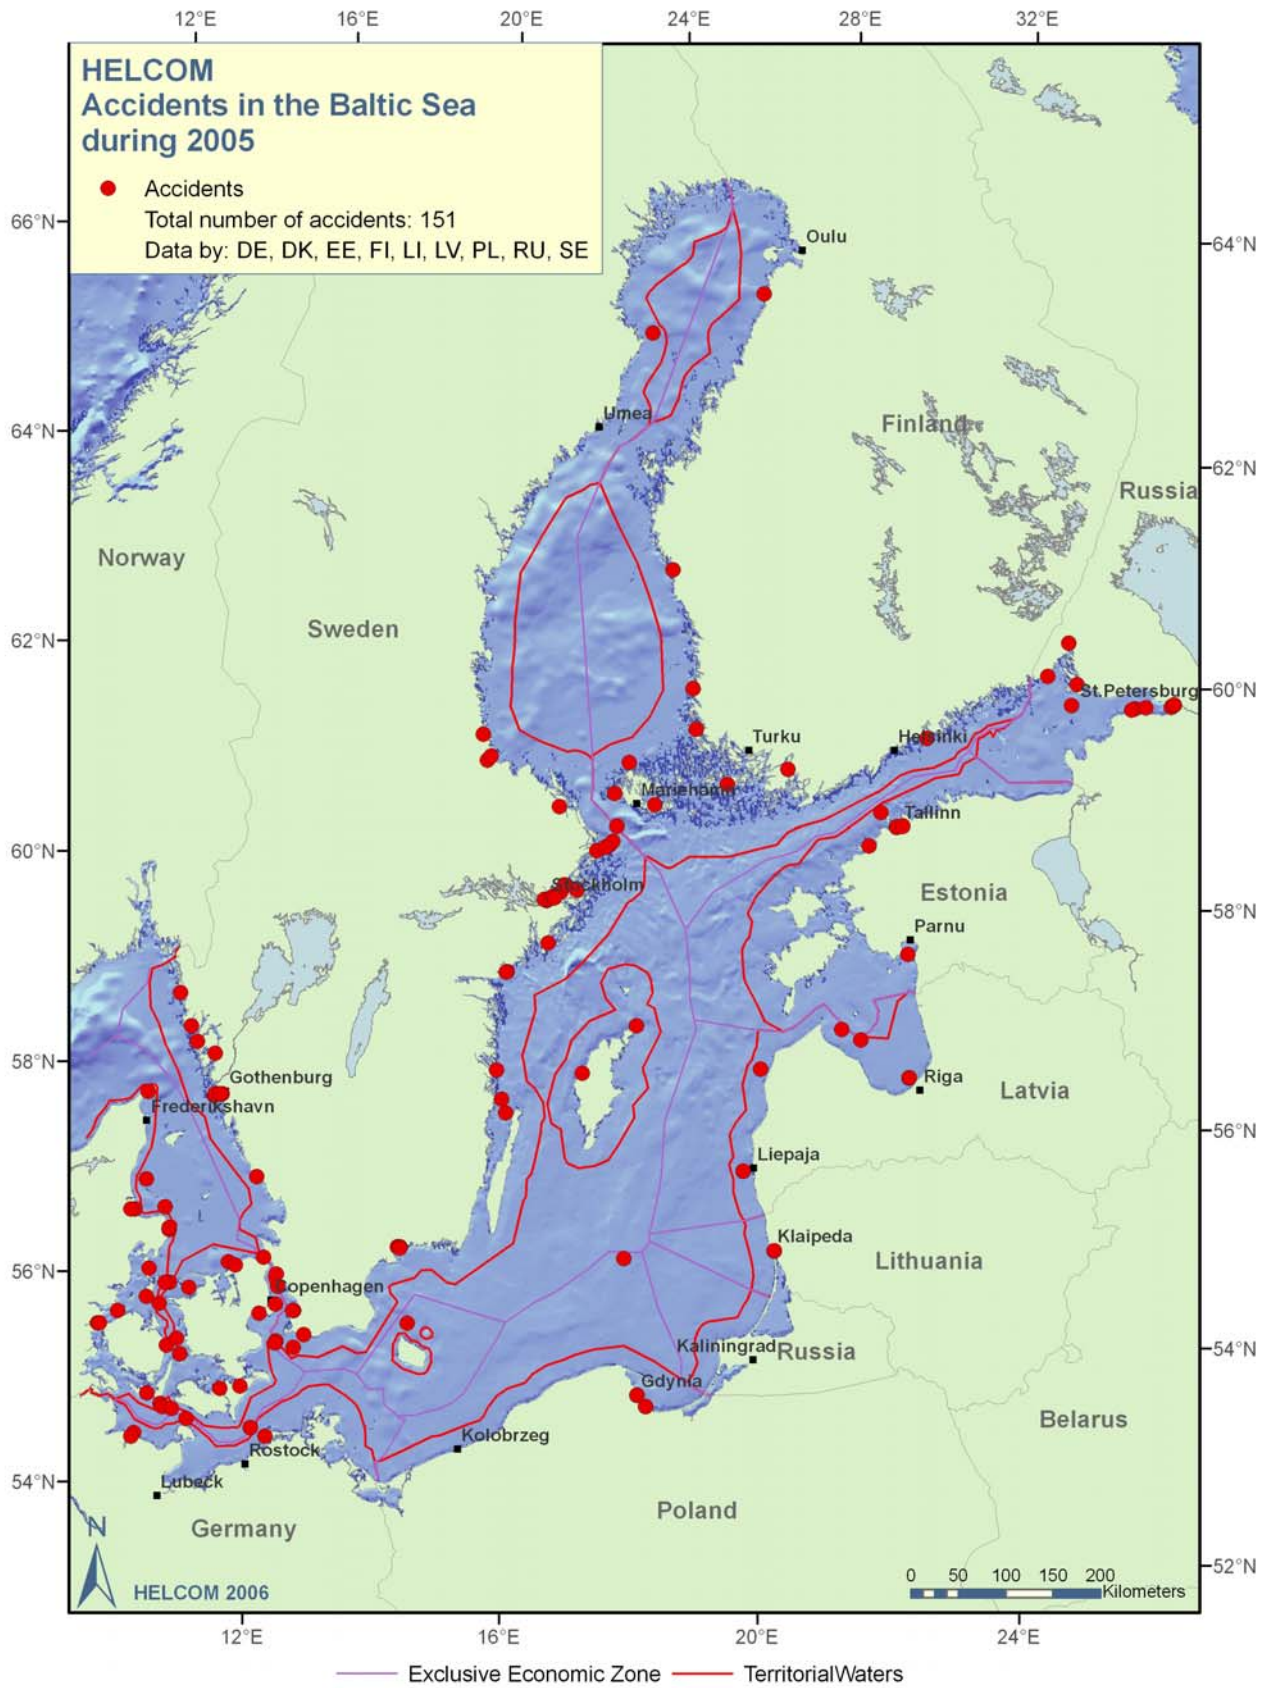 12°E 16°E 20°E 24°E 28°E 32°E
HELCOM
Accidents in the Baltic Sea
during 2005
Accidents
Total number of accidents: 151
Data by: DE, DK, EE, FI, LI, LV, PL, RU, SE
66°N
Oulu
64°N
Umea
64°N
Finland
62°N
Russia
Norway
Sweden
62°N
60°N
St.Petersburg
Turku
Helsinki
Mariehamn
Tallinn
60°N
Stockholm
Estonia
58°N
Parnu
58°N
Gothenburg
Riga
Latvia
Frederikshavn
56°N
Liepaja
Klaipeda
Lithuania
56°N
Copenhagen
Kaliningrad
Russia
54°N
Gdynia
Belarus
Kolobrzeg
Rostock
54°N
Lubeck
Poland
Germany
N
52°N
HELCOM 2006
0 50 100 150 200
Kilometers
12°E 16°E 20°E 24°E
Exclusive Economic Zone
TerritorialWaters